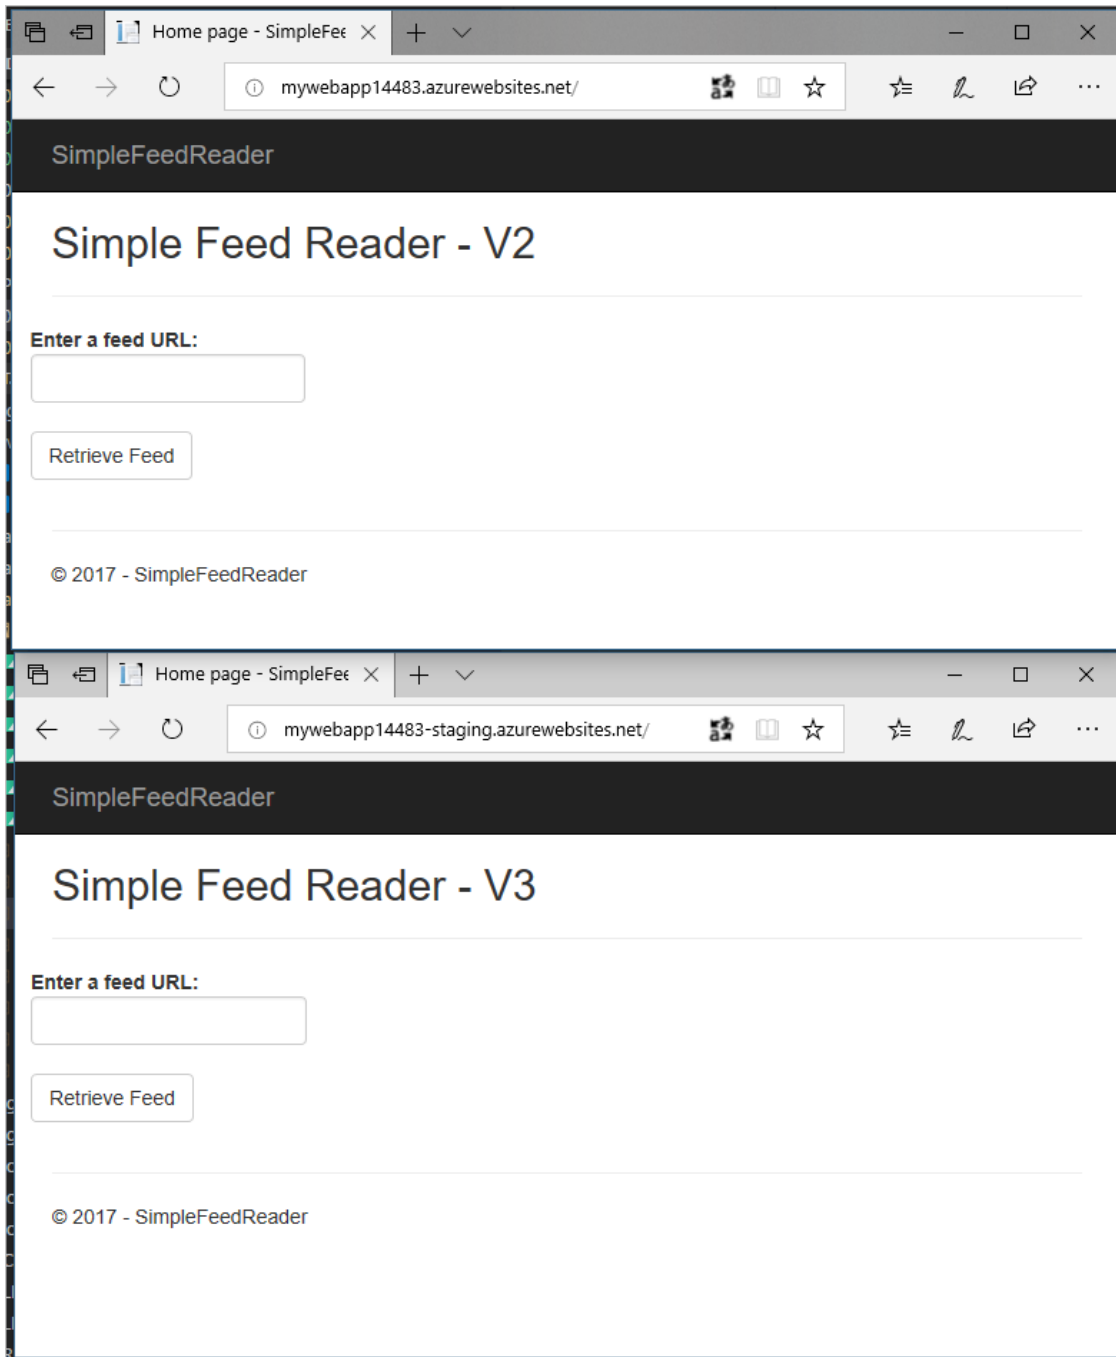 Home page - SimpleFee
mywebapp14483.azurewebsites.net/
SimpleFeedReader
Simple Feed Reader - V2
Enter a feed URL:
Retrieve Feed
© 2017 - SimpleFeedReader
Home page - SimpleFee
mywebapp14483-staging.azurewebsites.net/
SimpleFeedReader
Simple Feed Reader - V3
Enter a feed URL:
Retrieve Feed
© 2017 - SimpleFeedReader